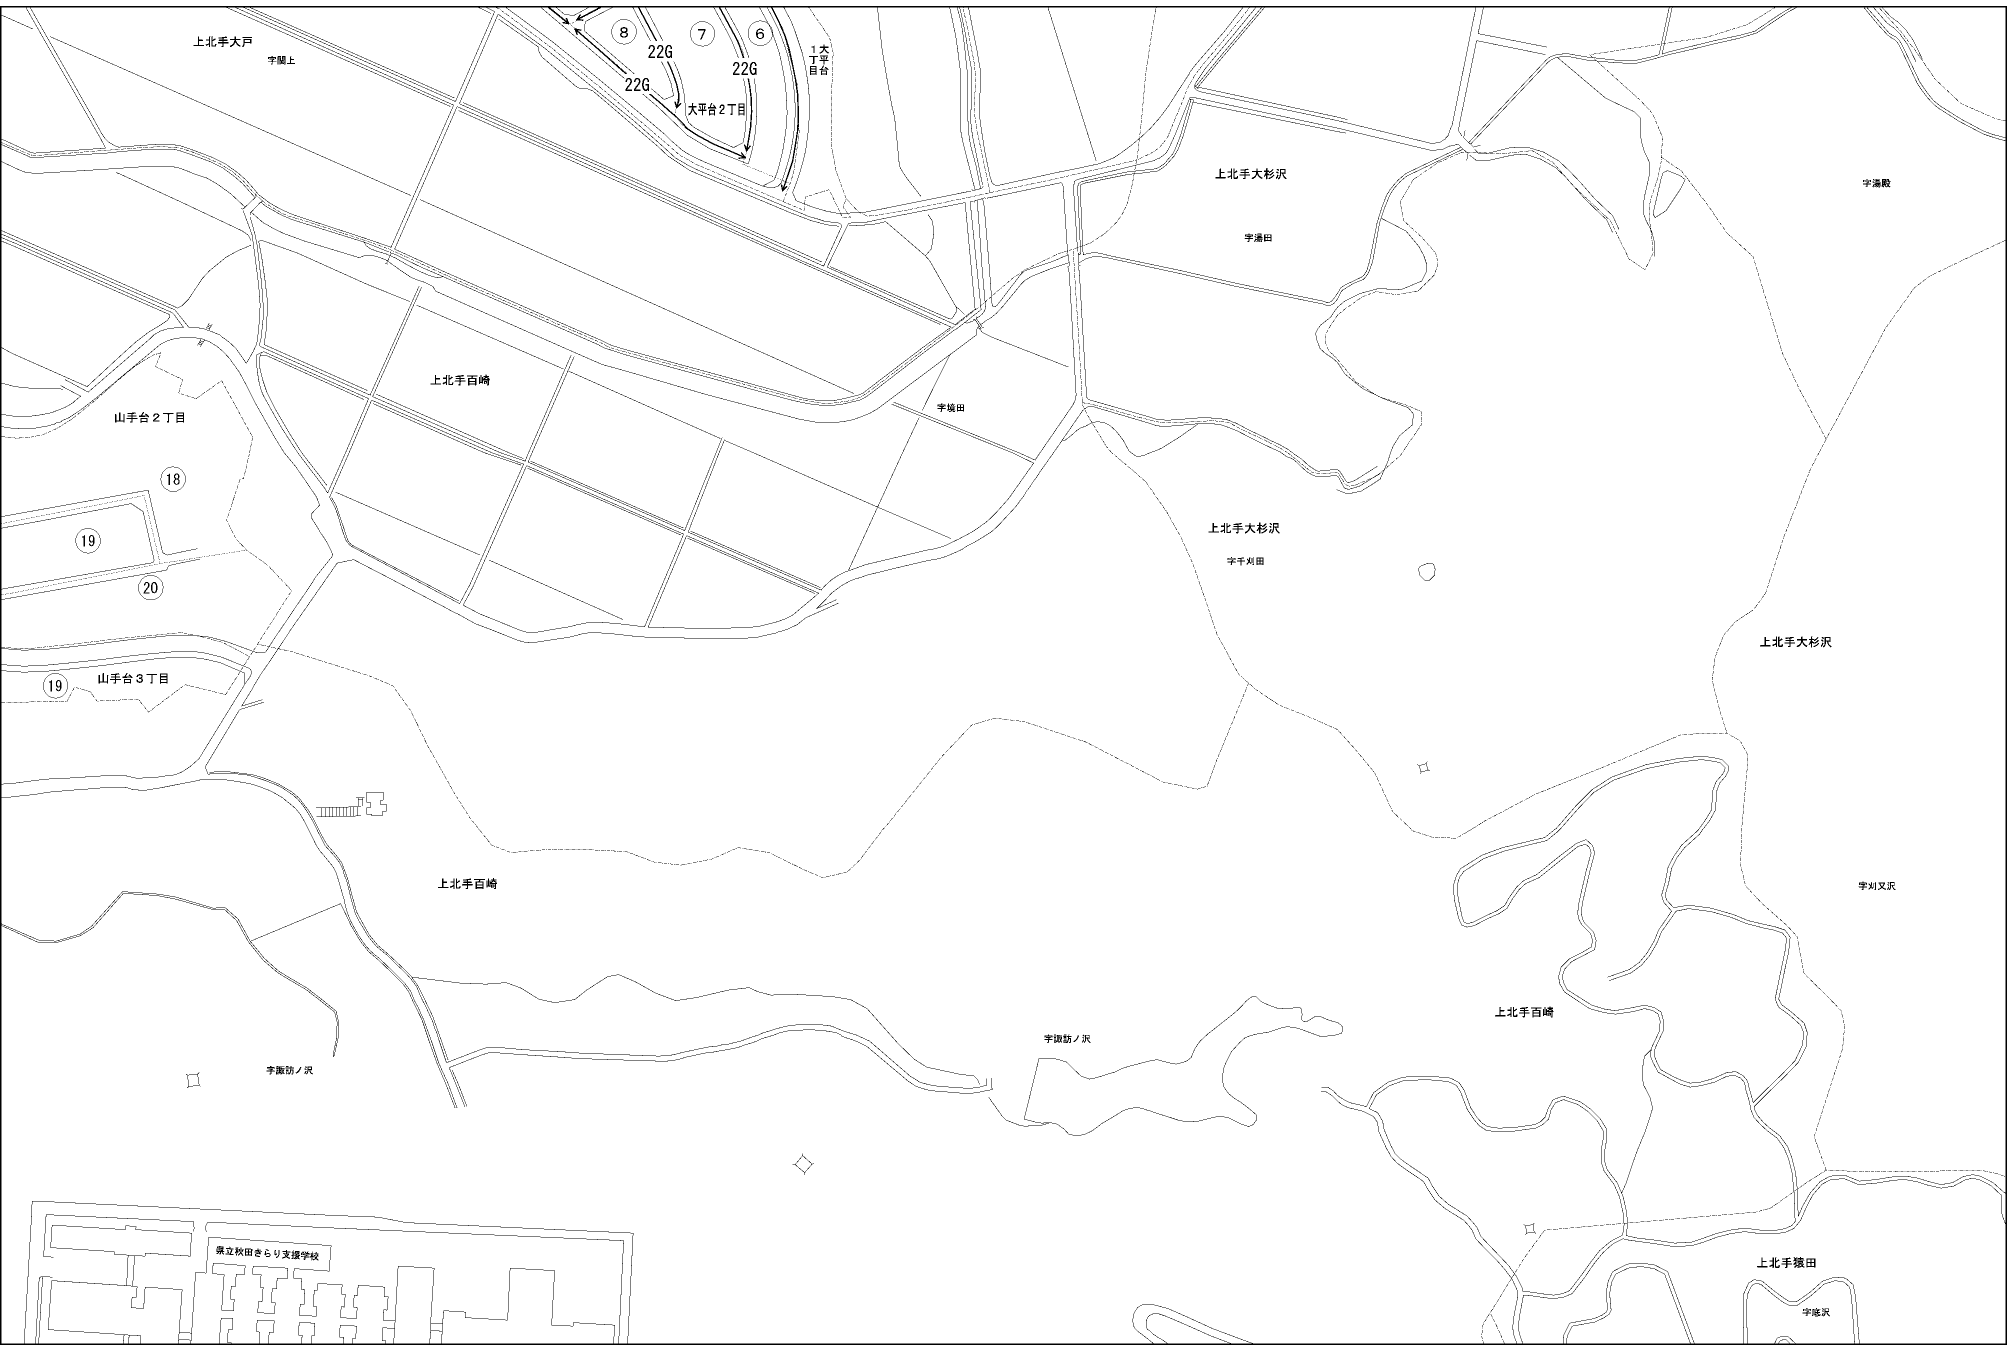 上北手大戸
字関上
⑧
⑦
⑥
22G
22G
22G
大平台
1丁目
大平台2丁目
上北手大杉沢
字湯殿
字湯田
上北手百崎
字境田
山手台2丁目
⑱
⑲
⑳
上北手大杉沢
字千刈田
上北手大杉沢
⑲
山手台3丁目
上北手百崎
字刈又沢
上北手百崎
字諏訪ノ沢
字諏訪ノ沢
県立秋田きらり支援学校
上北手猿田
字底沢